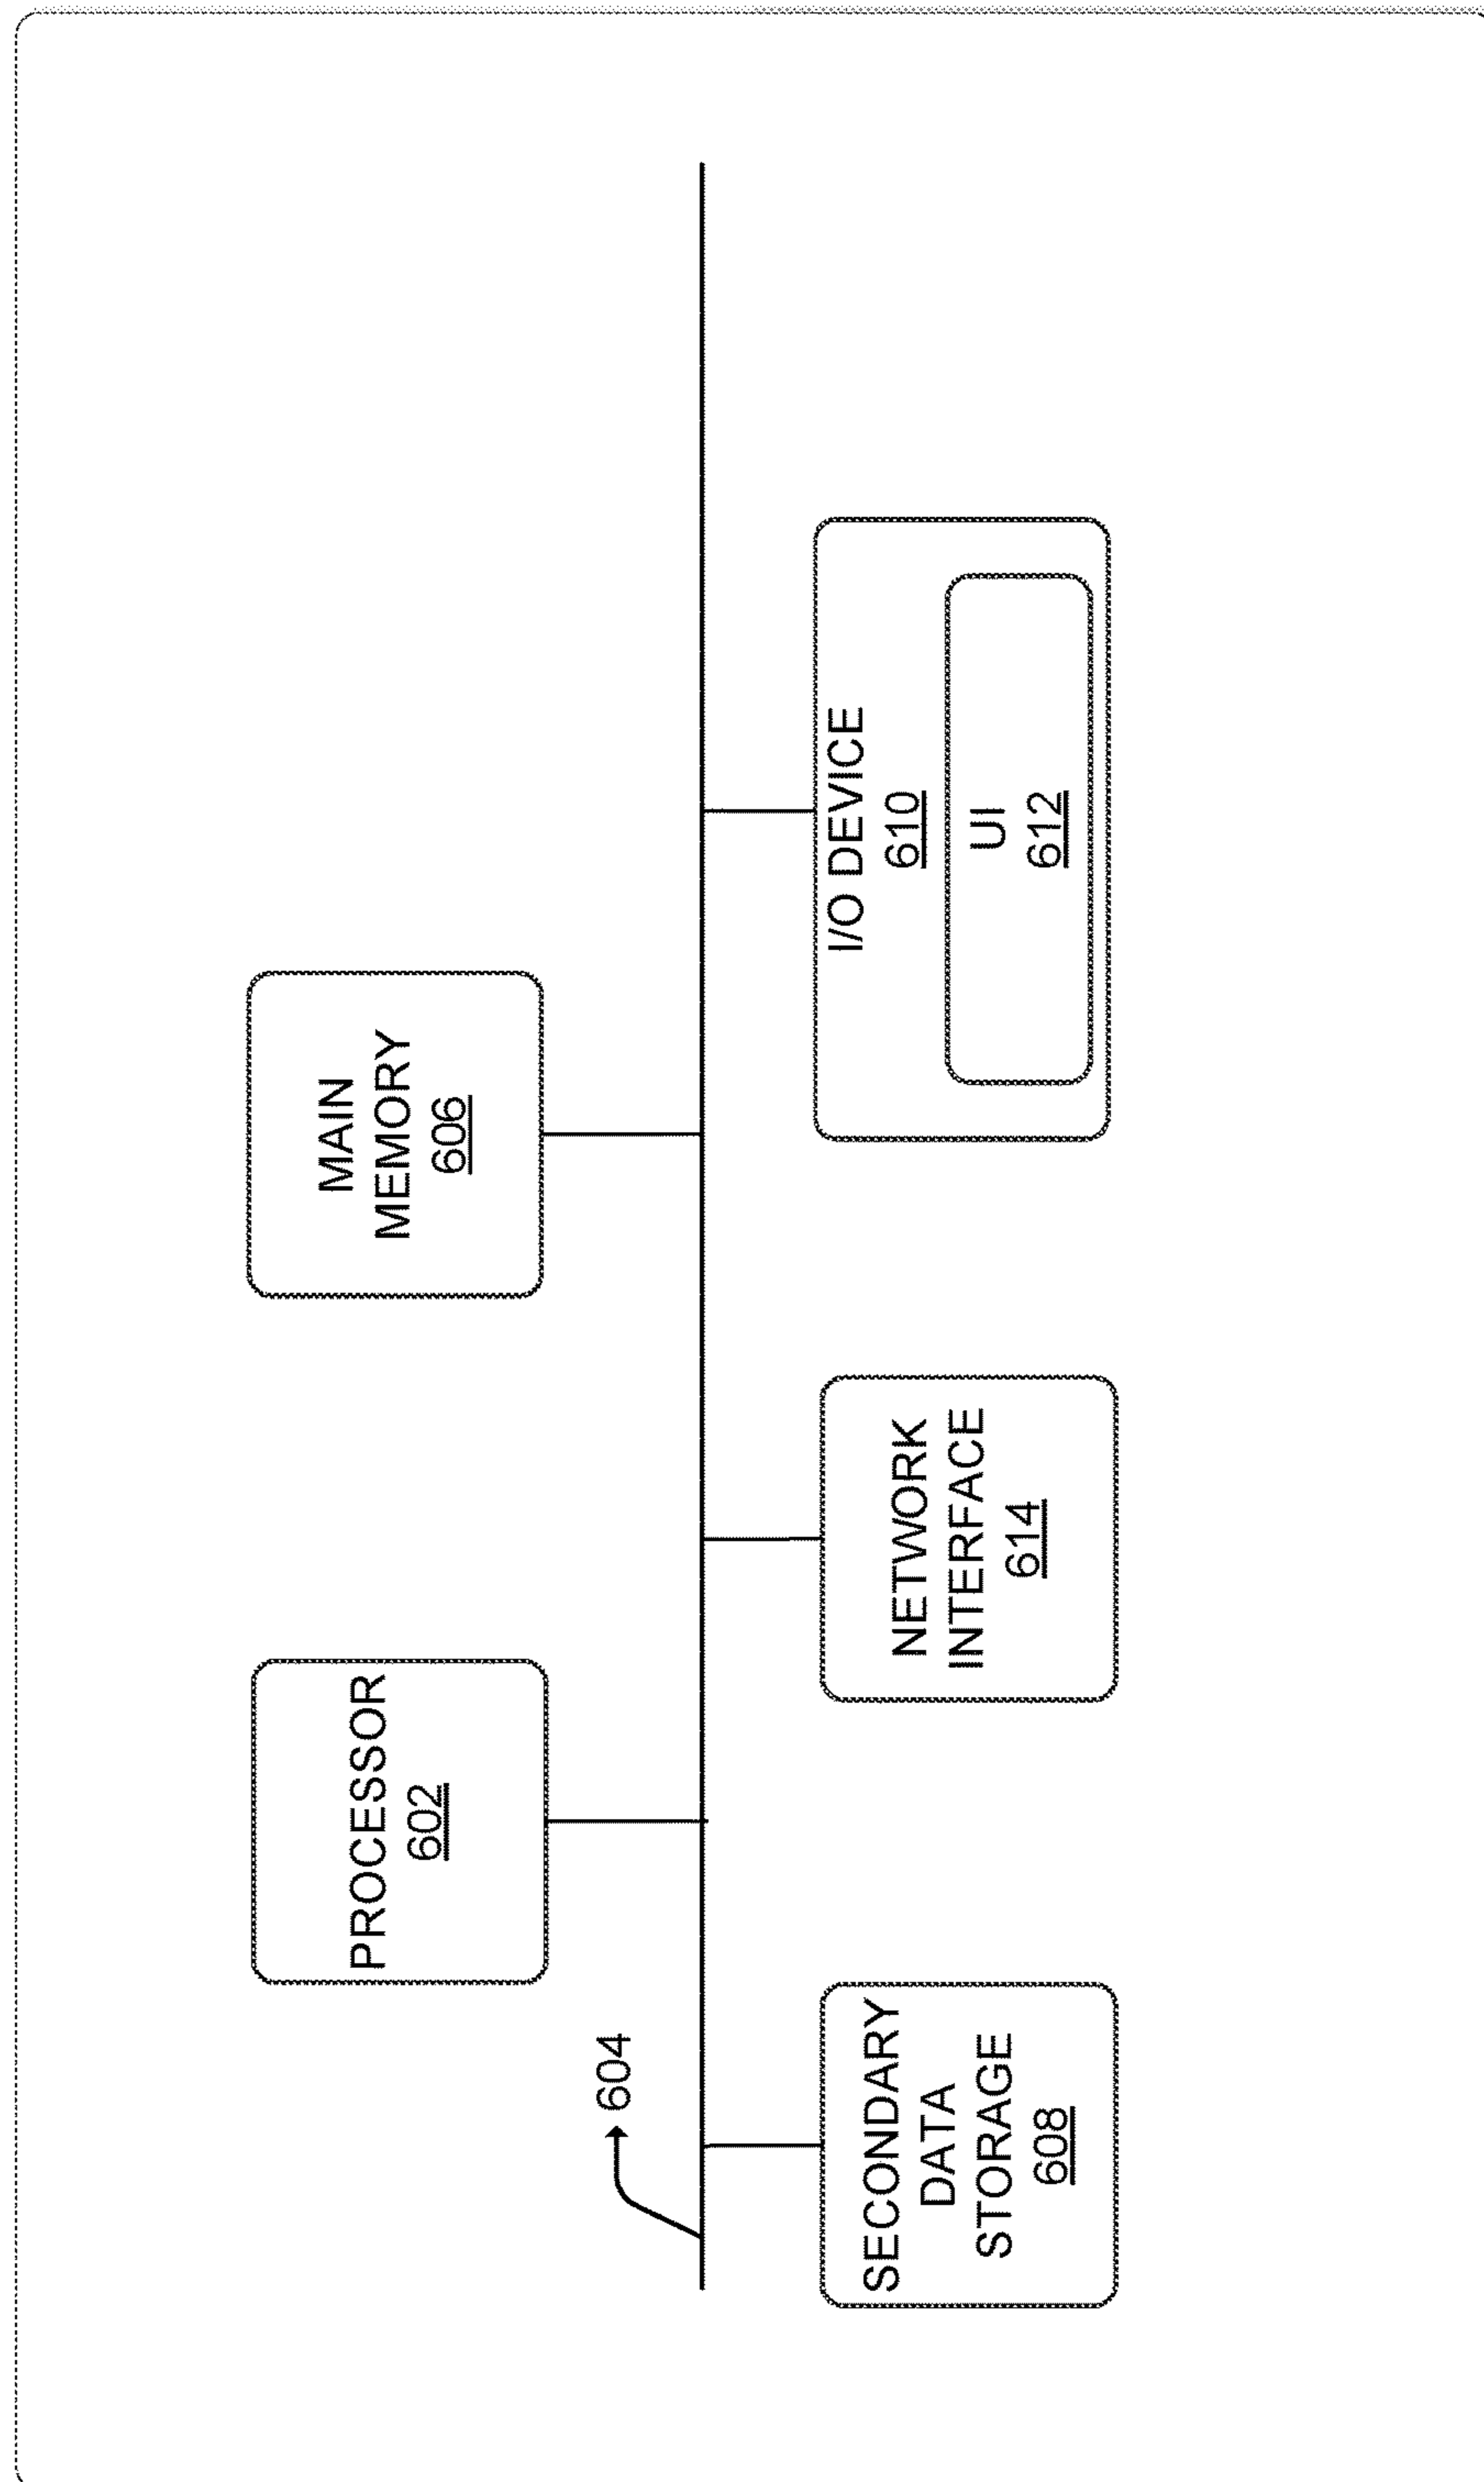 PROCESSOR
602
MAIN
MEMORY
606
604
SECONDARY
DATA
STORAGE
608
NETWORK
INTERFACE
614
I/O DEVICE
610
UI
612